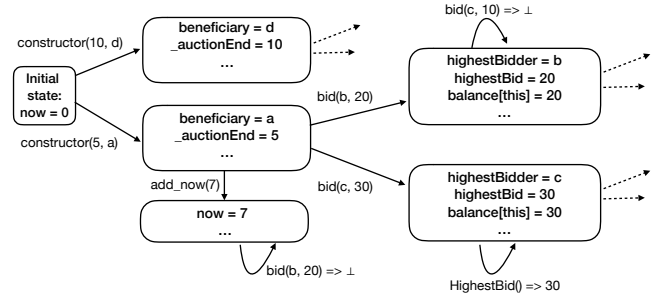 bid(c, 10) => ⊥
constructor(10, d)
beneficiary = d
_auctionEnd = 10
...
Initial
state:
now = 0
highestBidder = b
highestBid = 20
balance[this] = 20
...
bid(b, 20)
constructor(5, a)
beneficiary = a
_auctionEnd = 5
...
add_now(7)
bid(c, 30)
highestBidder = c
highestBid = 30
balance[this] = 30
...
now = 7
...
bid(b, 20) => ⊥
HighestBid() => 30